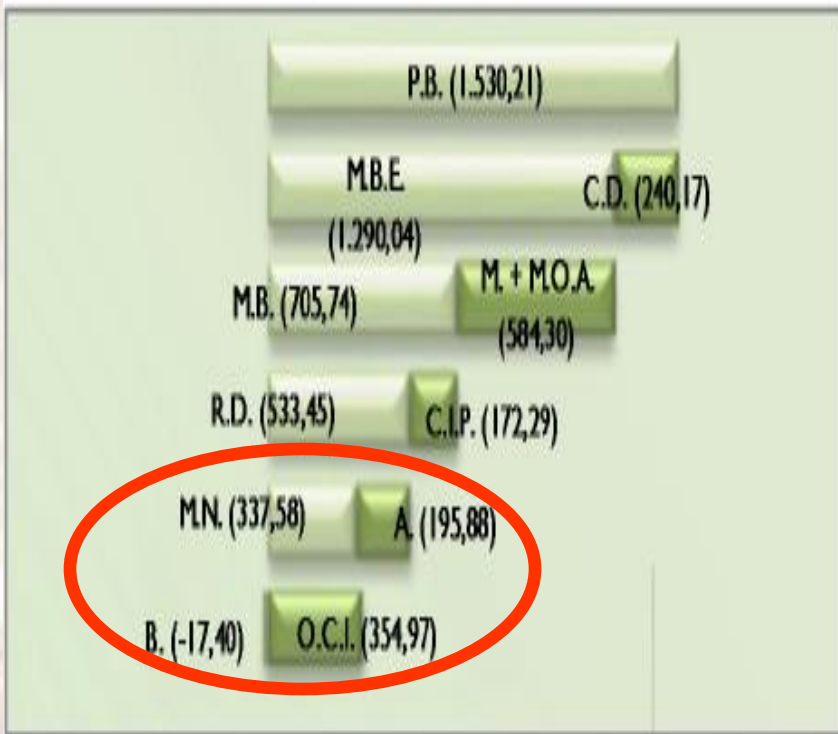 P.B. (1.530,21)
M.B.E.
(1.290,04)
C.D. (240,17)
M.B. (705,74)
M. + M.O.A.
(584,30)
R.D. (533,45)
C.I.P. (172,29)
M.N. (337,58)
A. (195,88)
B. (-17,40)
O.C.I. (354,97)